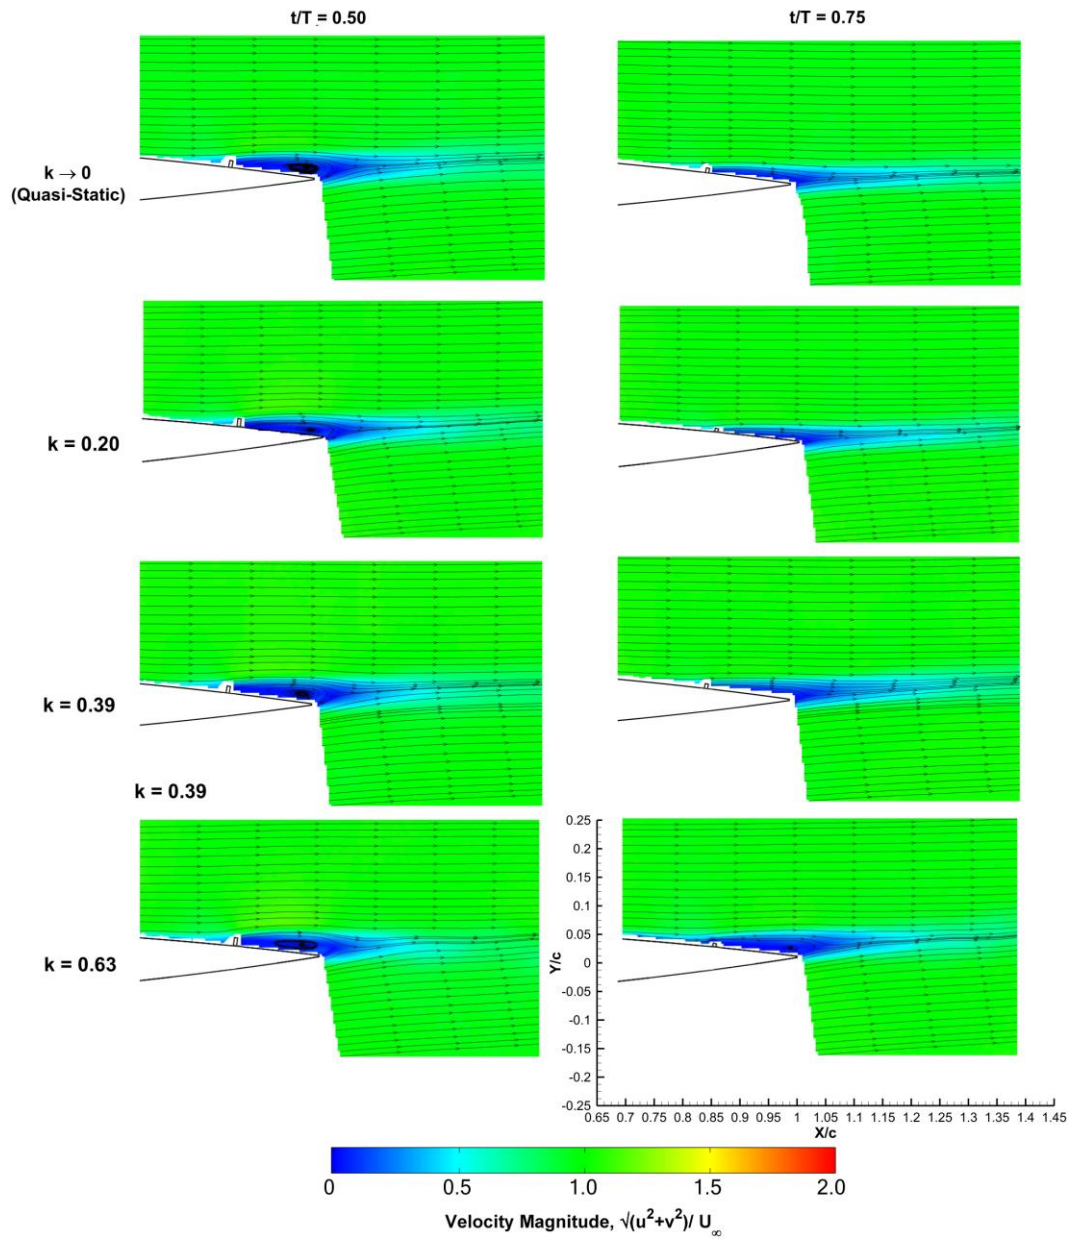 t/T = 0.50
t/T = 0.75
k → 0
(Quasi-Static)
k = 0.20
k = 0.39
k = 0.39
k = 0.63
0.25
0.2
0.15
0.1
0.05
0
-0.05
-0.1
-0.15
-0.2
-0.25
Y/c
0.65 0.7 0.75 0.8 0.85 0.9 0.95 1 1.05 1.1 1.15 1.2 1.25 1.3 1.35 1.4 1.45
X/c
0 0.5 1.0 1.5 2.0
Velocity Magnitude, √(u²+v²)/ U∞